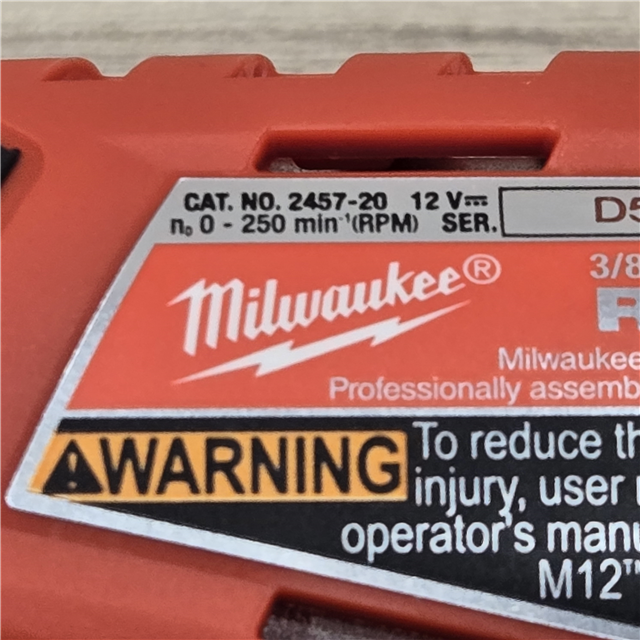 CAT. NO. 2457-20 12 V⎓
n₀ 0 - 250 min⁻¹(RPM) SER. D5
Milwaukee®
3/8
R
Milwaukee
Professionally assemb
WARNING
To reduce th
injury, user
operator's manu
M12™